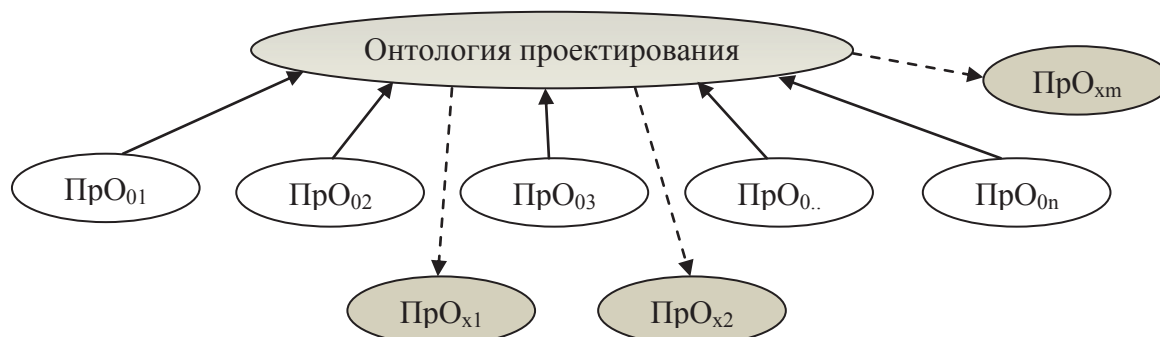 Онтология проектирования
ПрОxm
ПрО01
ПрО02
ПрО03
ПрО0..
ПрО0n
ПрОx1
ПрОx2